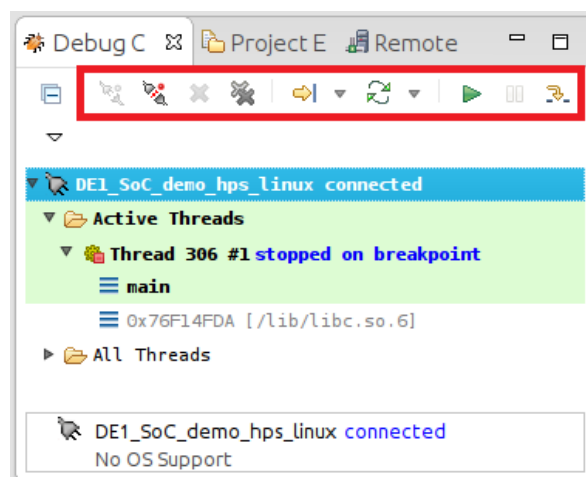 Debug C Project E Remote
DE1_SoC_demo_hps_linux connected
Active Threads
Thread 306 #1 stopped on breakpoint
main
0x76F14FDA [/lib/libc.so.6]
All Threads
DE1_SoC_demo_hps_linux connected
No OS Support